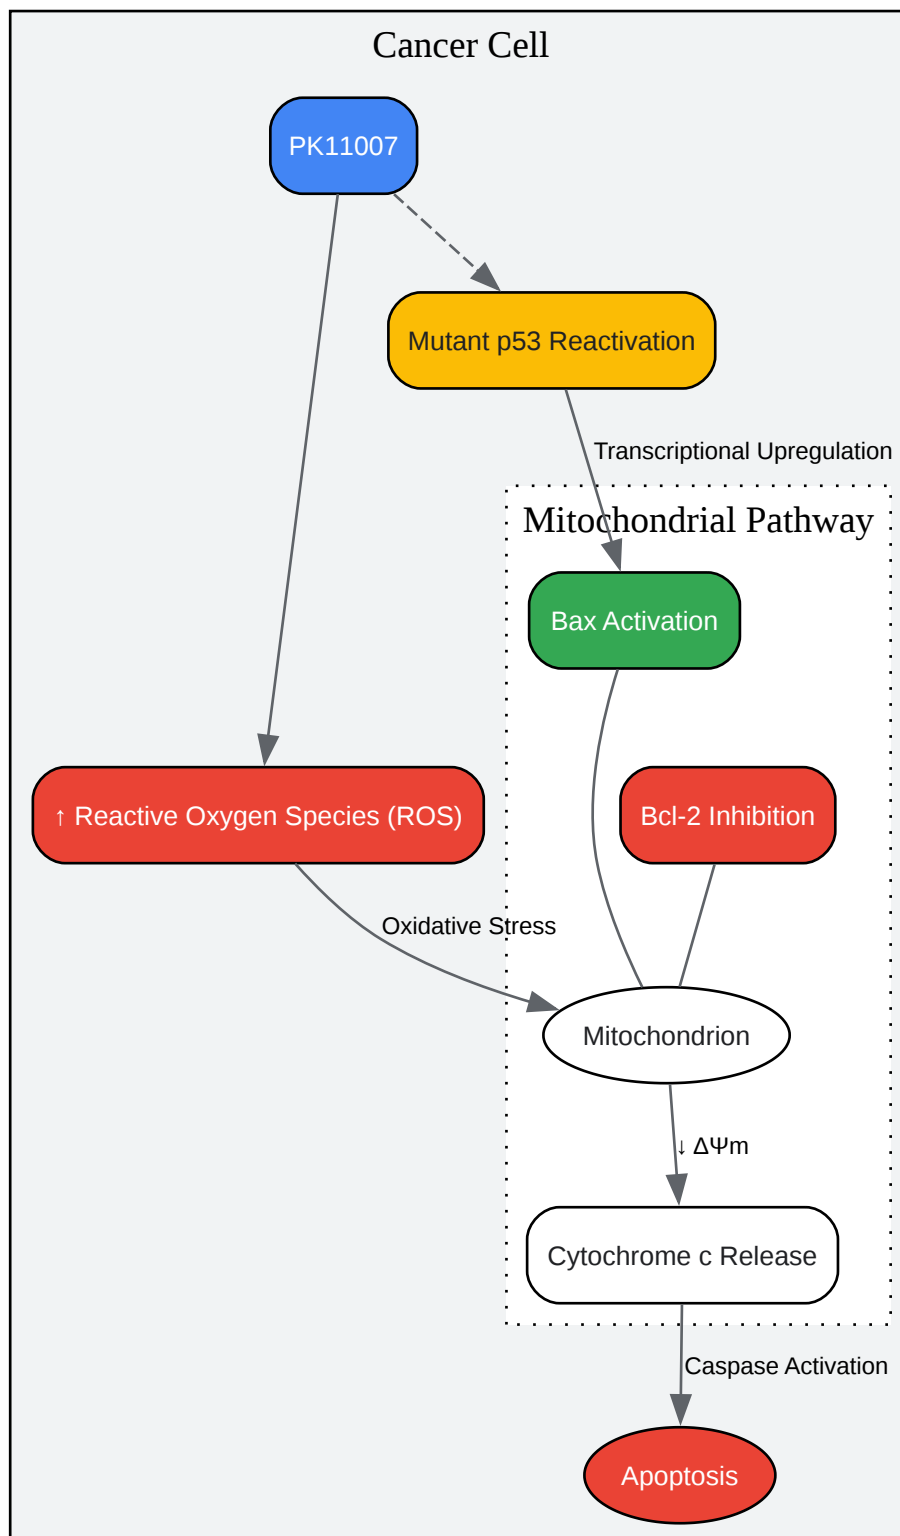 Cancer Cell
PK11007
Mutant p53 Reactivation
Transcriptional Upregulation
Mitochondrial Pathway
Bax Activation
↑ Reactive Oxygen Species (ROS)
Bcl-2 Inhibition
Oxidative Stress
Mitochondrion
↓ ΔΨm
Cytochrome c Release
Caspase Activation
Apoptosis